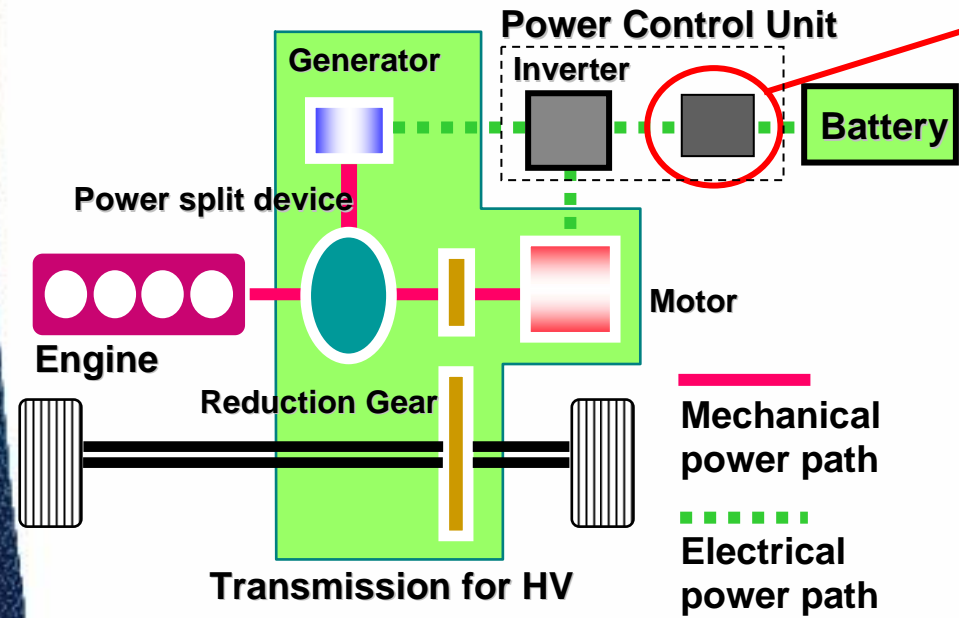 Power Control Unit
Generator
Inverter
Battery
Power split device
Motor
Engine
Reduction Gear
Mechanical
power path
Electrical
power path
Transmission for HV